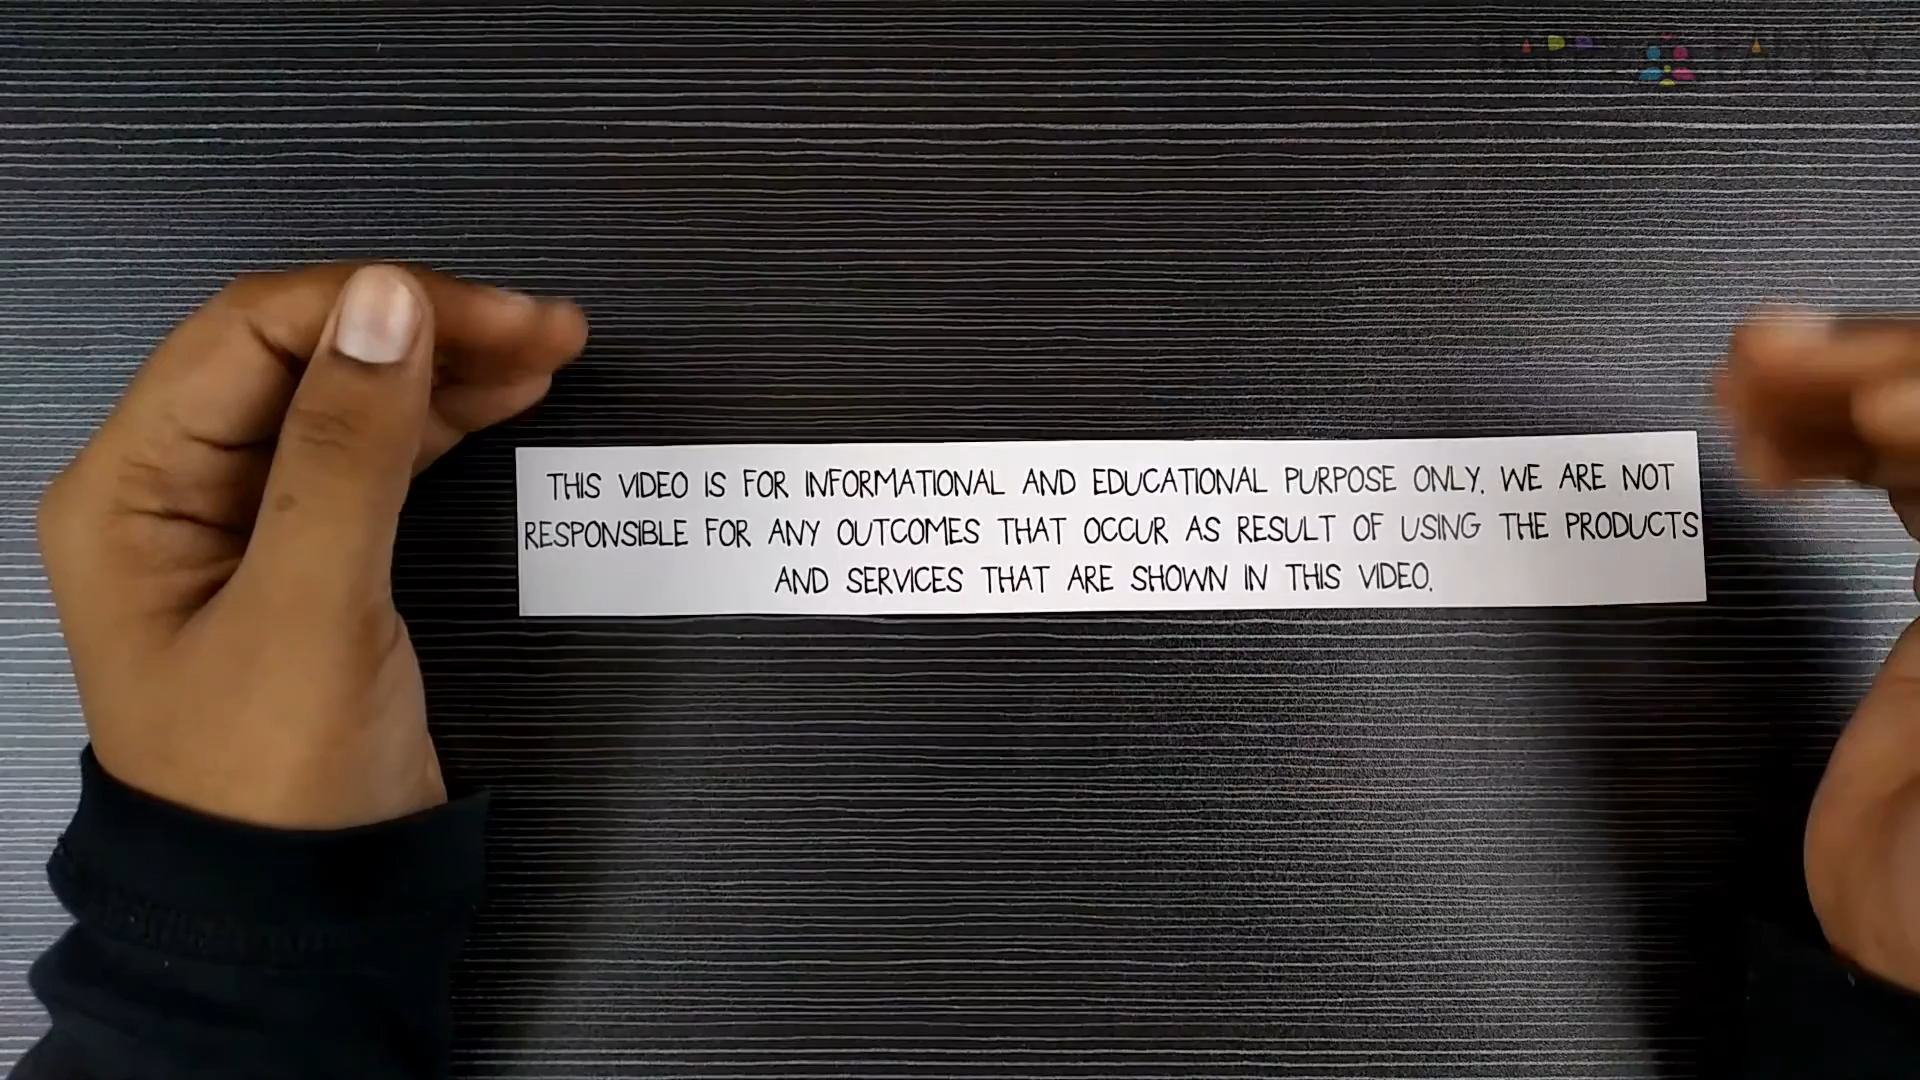 THIS VIDEO IS FOR INFORMATIONAL AND EDUCATIONAL PURPOSE ONLY. WE ARE NOT
RESPONSIBLE FOR ANY OUTCOMES THAT OCCUR AS RESULT OF USING THE PRODUCTS
AND SERVICES THAT ARE SHOWN IN THIS VIDEO.